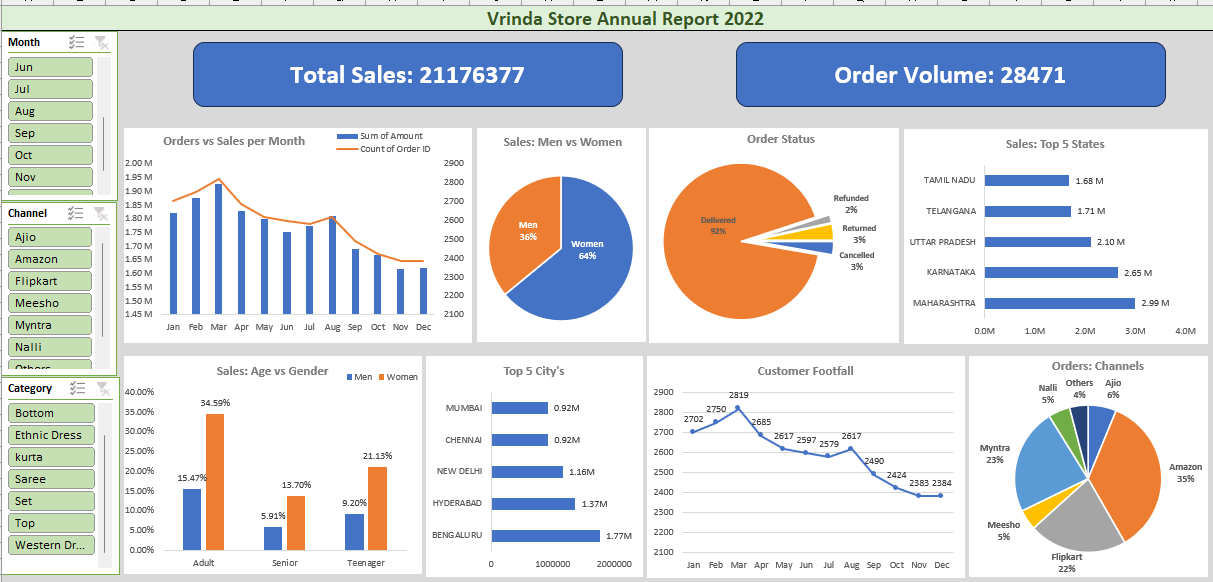 Vrinda Store Annual Report 2022
Month
Jun
Jul
Aug
Sep
Oct
Nov
Channel
Ajio
Amazon
Flipkart
Meesho
Myntra
Nalli
Others
Category
Bottom
Ethnic Dress
kurta
Saree
Set
Top
Western Dr...
Total Sales: 21176377
Order Volume: 28471
Orders vs Sales per Month
Sum of Amount
Count of Order ID
2.00 M
1.95 M
1.90 M
1.85 M
1.80 M
1.75 M
1.70 M
1.65 M
1.60 M
1.55 M
1.50 M
1.45 M
2900
2800
2700
2600
2500
2400
2300
2200
2100
Jan Feb Mar Apr May Jun Jul Aug Sep Oct Nov Dec
Sales: Men vs Women
Men
36%
Women
64%
Order Status
Delivered
92%
Refunded
2%
Returned
3%
Cancelled
3%
Sales: Top 5 States
TAMIL NADU 1.68 M
TELANGANA 1.71 M
UTTAR PRADESH 2.10 M
KARNATAKA 2.65 M
MAHARASHTRA 2.99 M
0.0M 1.0M 2.0M 3.0M 4.0M
Sales: Age vs Gender
Men Women
40.00%
35.00%
30.00%
25.00%
20.00%
15.00%
10.00%
5.00%
0.00%
15.47% 34.59%
5.91% 13.70%
9.20% 21.13%
Adult Senior Teenager
Top 5 City's
MUMBAI 0.92M
CHENNAI 0.92M
NEW DELHI 1.16M
HYDERABAD 1.37M
BENGALURU 1.77M
0 1000000 2000000
Customer Footfall
2900
2800
2700
2600
2500
2400
2300
2200
2100
2702 2750 2819 2685 2617 2597 2579 2617 2490 2424 2383 2384
Jan Feb Mar Apr May Jun Jul Aug Sep Oct Nov Dec
Orders: Channels
Nalli
5%
Others
4%
Ajio
6%
Myntra
23%
Amazon
35%
Meesho
5%
Flipkart
22%